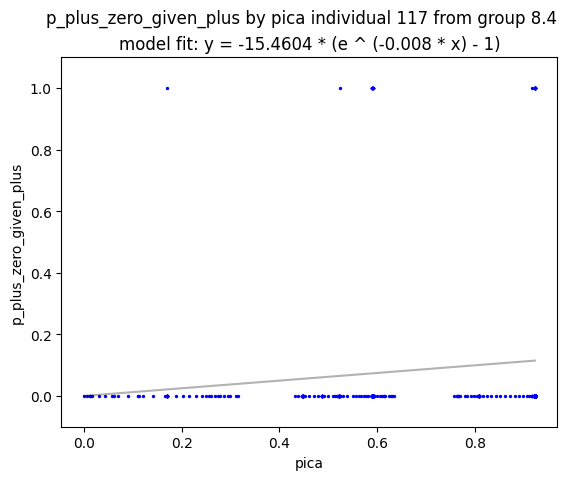 p_plus_zero_given_plus by pica individual 117 from group 8.4
model fit: y = -15.4604 * (e ^ (-0.008 * x) - 1)
1.0
0.8
0.6
0.4
0.2
0.0
p_plus_zero_given_plus
0.0 0.2 0.4 0.6 0.8
pica